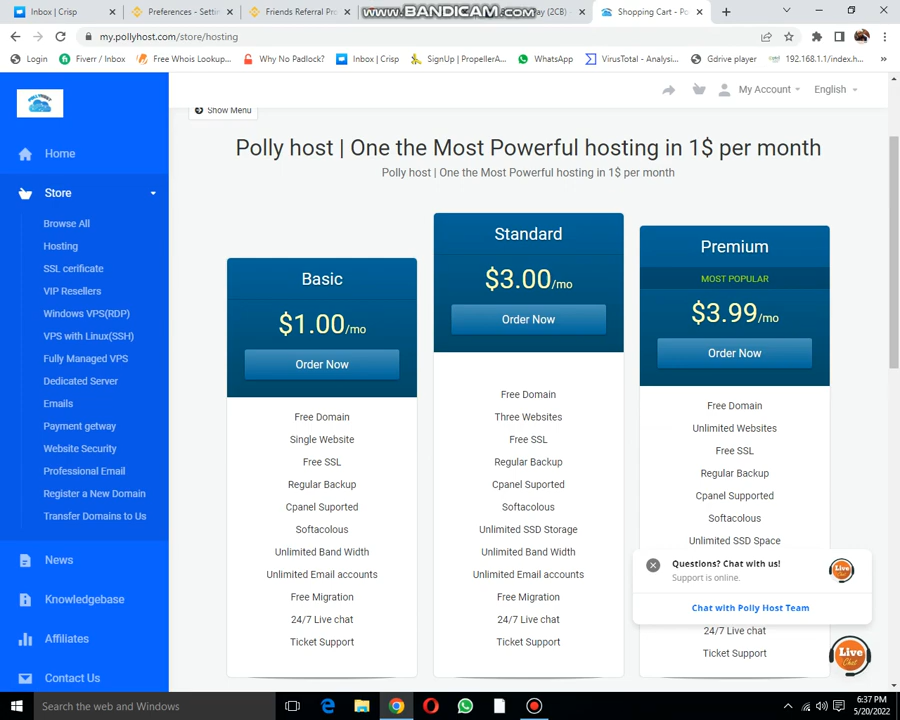 Inbox | Crisp
Preferences - Settin
Friends Referral Pro
WWW.BANDICAM.COM
ay (2CB)
Shopping Cart - Po
my.pollyhost.com/store/hosting
Login
Fiverr / Inbox
Free Whois Lookup...
Why No Padlock?
Inbox | Crisp
SignUp | PropellerA...
WhatsApp
VirusTotal - Analysi...
Gdrive player
192.168.1.1/index.h...
My Account
English
Show Menu
Home
Store
Browse All
Hosting
SSL cerificate
VIP Resellers
Windows VPS(RDP)
VPS with Linux(SSH)
Fully Managed VPS
Dedicated Server
Emails
Payment getway
Website Security
Professional Email
Register a New Domain
Transfer Domains to Us
News
Knowledgebase
Affiliates
Contact Us
Polly host | One the Most Powerful hosting in 1$ per month
Polly host | One the Most Powerful hosting in 1$ per month
Basic
$1.00/mo
Order Now
Free Domain
Single Website
Free SSL
Regular Backup
Cpanel Suported
Softacolous
Unlimited Band Width
Unlimited Email accounts
Free Migration
24/7 Live chat
Ticket Support
Standard
$3.00/mo
Order Now
Free Domain
Three Websites
Free SSL
Regular Backup
Cpanel Suported
Softacolous
Unlimited SSD Storage
Unlimited Band Width
Unlimited Email accounts
Free Migration
24/7 Live chat
Ticket Support
Premium
MOST POPULAR
$3.99/mo
Order Now
Free Domain
Unlimited Websites
Free SSL
Regular Backup
Cpanel Supported
Softacolous
Unlimited SSD Space
24/7 Live chat
Ticket Support
Questions? Chat with us!
Support is online.
Chat with Polly Host Team
Live
Live
Chat
Search the web and Windows
6:37 PM
5/20/2022